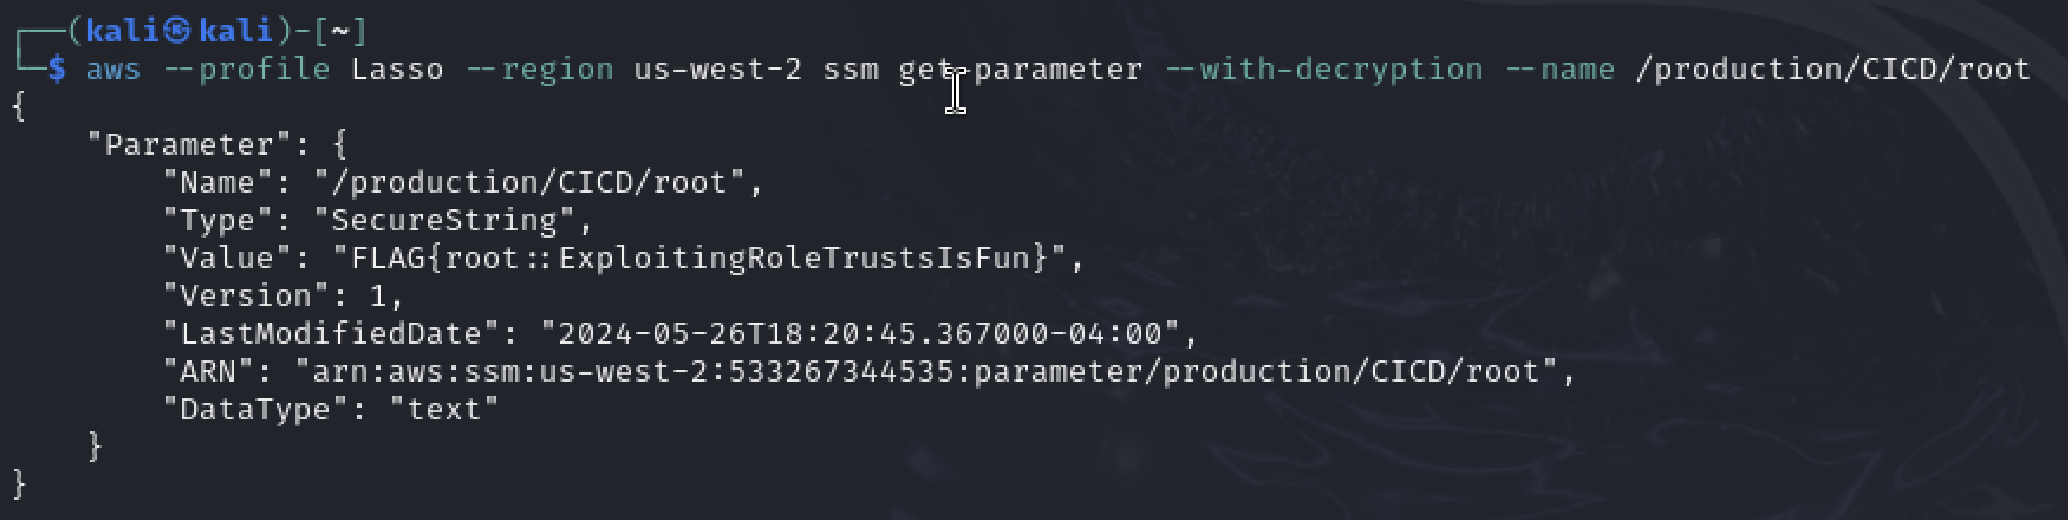 ┌──(kali㉿kali)-[~]
└─$ aws --profile Lasso --region us-west-2 ssm get-parameter --with-decryption --name /production/CICD/root
{
    "Parameter": {
        "Name": "/production/CICD/root",
        "Type": "SecureString",
        "Value": "FLAG{root::ExploitingRoleTrustsIsFun}",
        "Version": 1,
        "LastModifiedDate": "2024-05-26T18:20:45.367000-04:00",
        "ARN": "arn:aws:ssm:us-west-2:533267344535:parameter/production/CICD/root",
        "DataType": "text"
    }
}